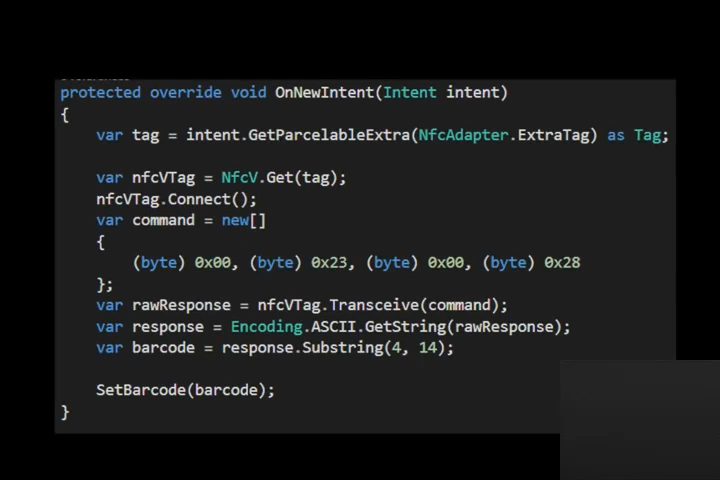 protected override void OnNewIntent(Intent intent)
{
var tag = intent.GetParcelableExtra(NfcAdapter.ExtraTag) as Tag;
var nfcVTag = NfcV.Get(tag);
nfcVTag.Connect();
var command = new[]
{
(byte) 0x00, (byte) 0x23, (byte) 0x00, (byte) 0x28
};
var rawResponse = nfcVTag.Transceive(command);
var response = Encoding.ASCII.GetString(rawResponse);
var barcode = response.Substring(4, 14);
SetBarcode(barcode);
}